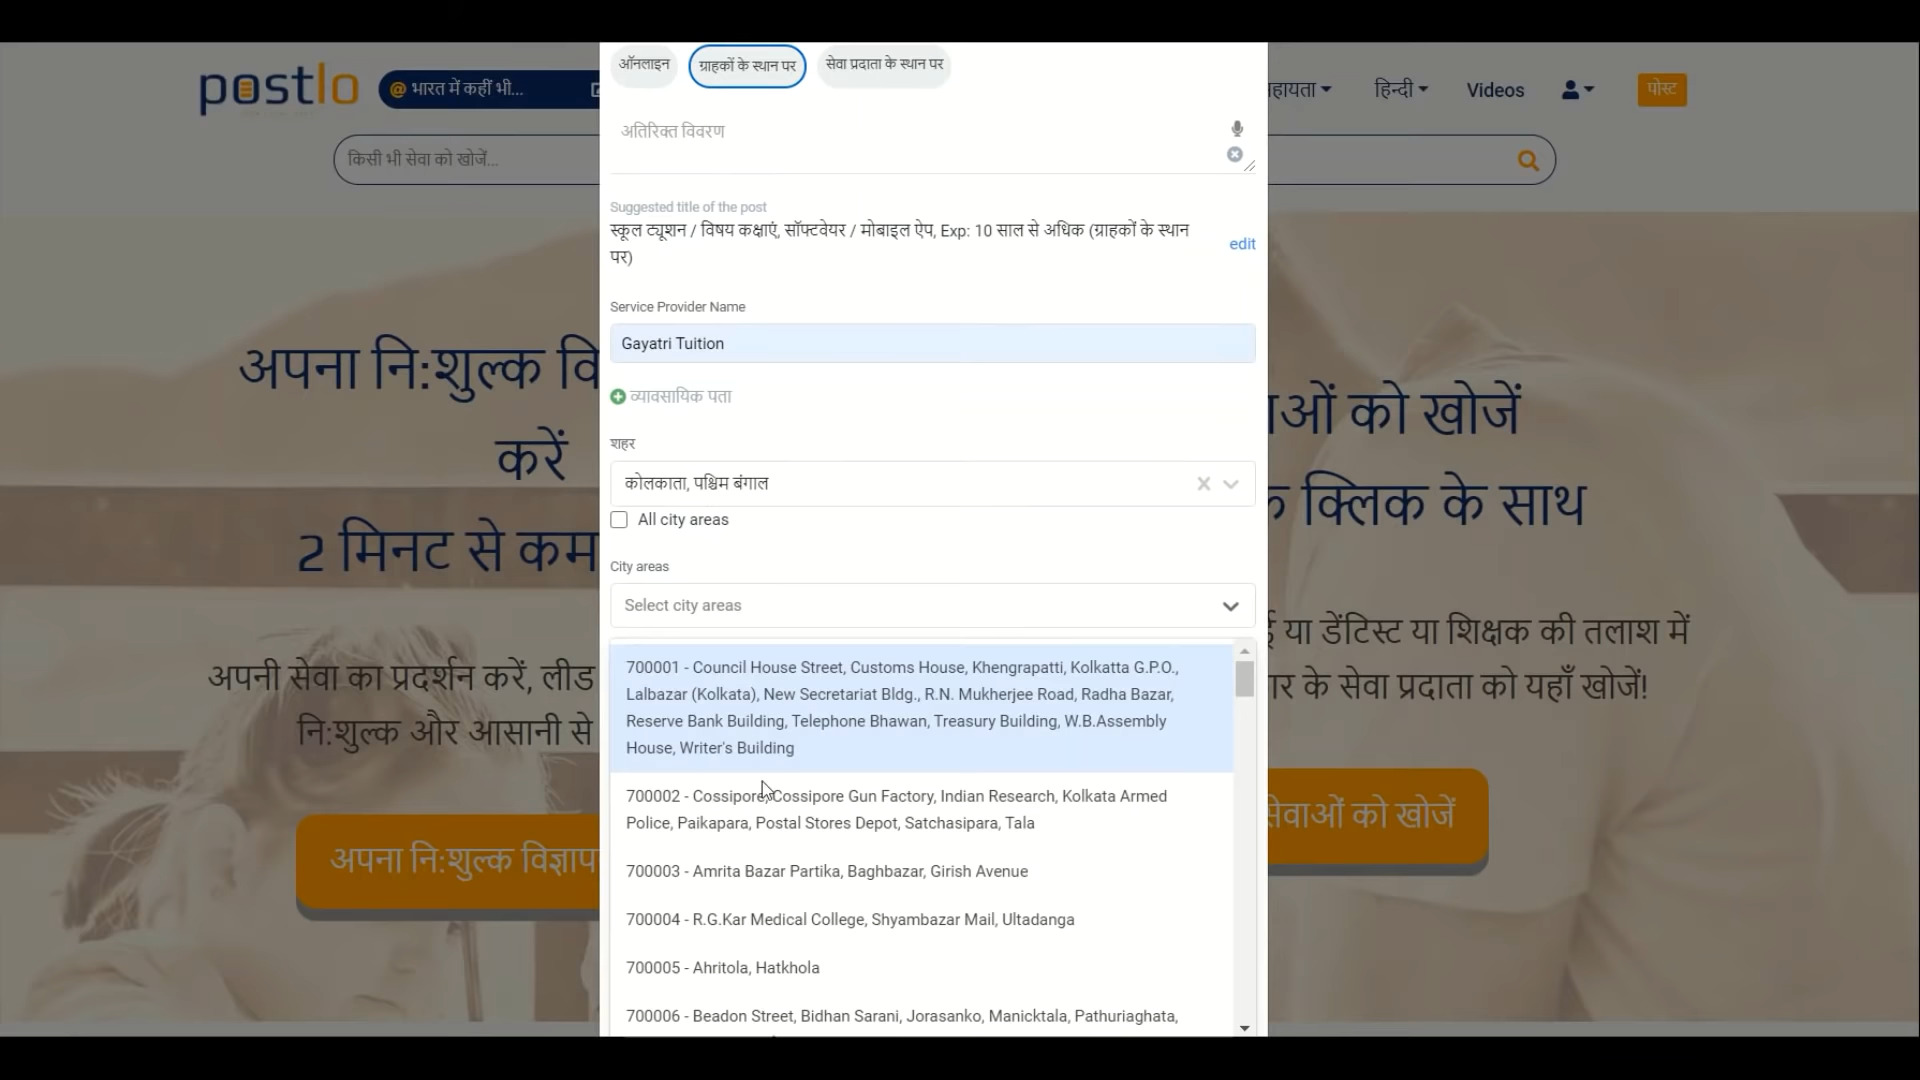 ऑनलाइन
ग्राहकों के स्थान पर
सेवा प्रदाता के स्थान पर
postlo
@ भारत में कहीं भी...
हायता
हिन्दी
Videos
पोस्ट
किसी भी सेवा को खोजें...
अतिरिक्त विवरण
Suggested title of the post
स्कूल ट्यूशन / विषय कक्षाएं, सॉफ्टवेयर / मोबाइल ऐप, Exp: 10 साल से अधिक (ग्राहकों के स्थान
पर)
edit
Service Provider Name
Gayatri Tuition
व्यावसायिक पता
शहर
कोलकाता, पश्चिम बंगाल
All city areas
City areas
Select city areas
700001 - Council House Street, Customs House, Khengrapatti, Kolkatta G.P.O.,
Lalbazar (Kolkata), New Secretariat Bldg., R.N. Mukherjee Road, Radha Bazar,
Reserve Bank Building, Telephone Bhawan, Treasury Building, W.B.Assembly
House, Writer's Building
700002 - Cossipore, Cossipore Gun Factory, Indian Research, Kolkata Armed
Police, Paikapara, Postal Stores Depot, Satchasipara, Tala
700003 - Amrita Bazar Partika, Baghbazar, Girish Avenue
700004 - R.G.Kar Medical College, Shyambazar Mail, Ultadanga
700005 - Ahritola, Hatkhola
700006 - Beadon Street, Bidhan Sarani, Jorasanko, Manicktala, Pathuriaghata,
अपना नि:शुल्क वि
करें
2 मिनट से कम
अपनी सेवा का प्रदर्शन करें, लीड
नि:शुल्क और आसानी से
अपना नि:शुल्क विज्ञाप
ाओं को खोजें
क्लिक के साथ
या डेंटिस्ट या शिक्षक की तलाश में
ार के सेवा प्रदाता को यहाँ खोजें!
सेवाओं को खोजें